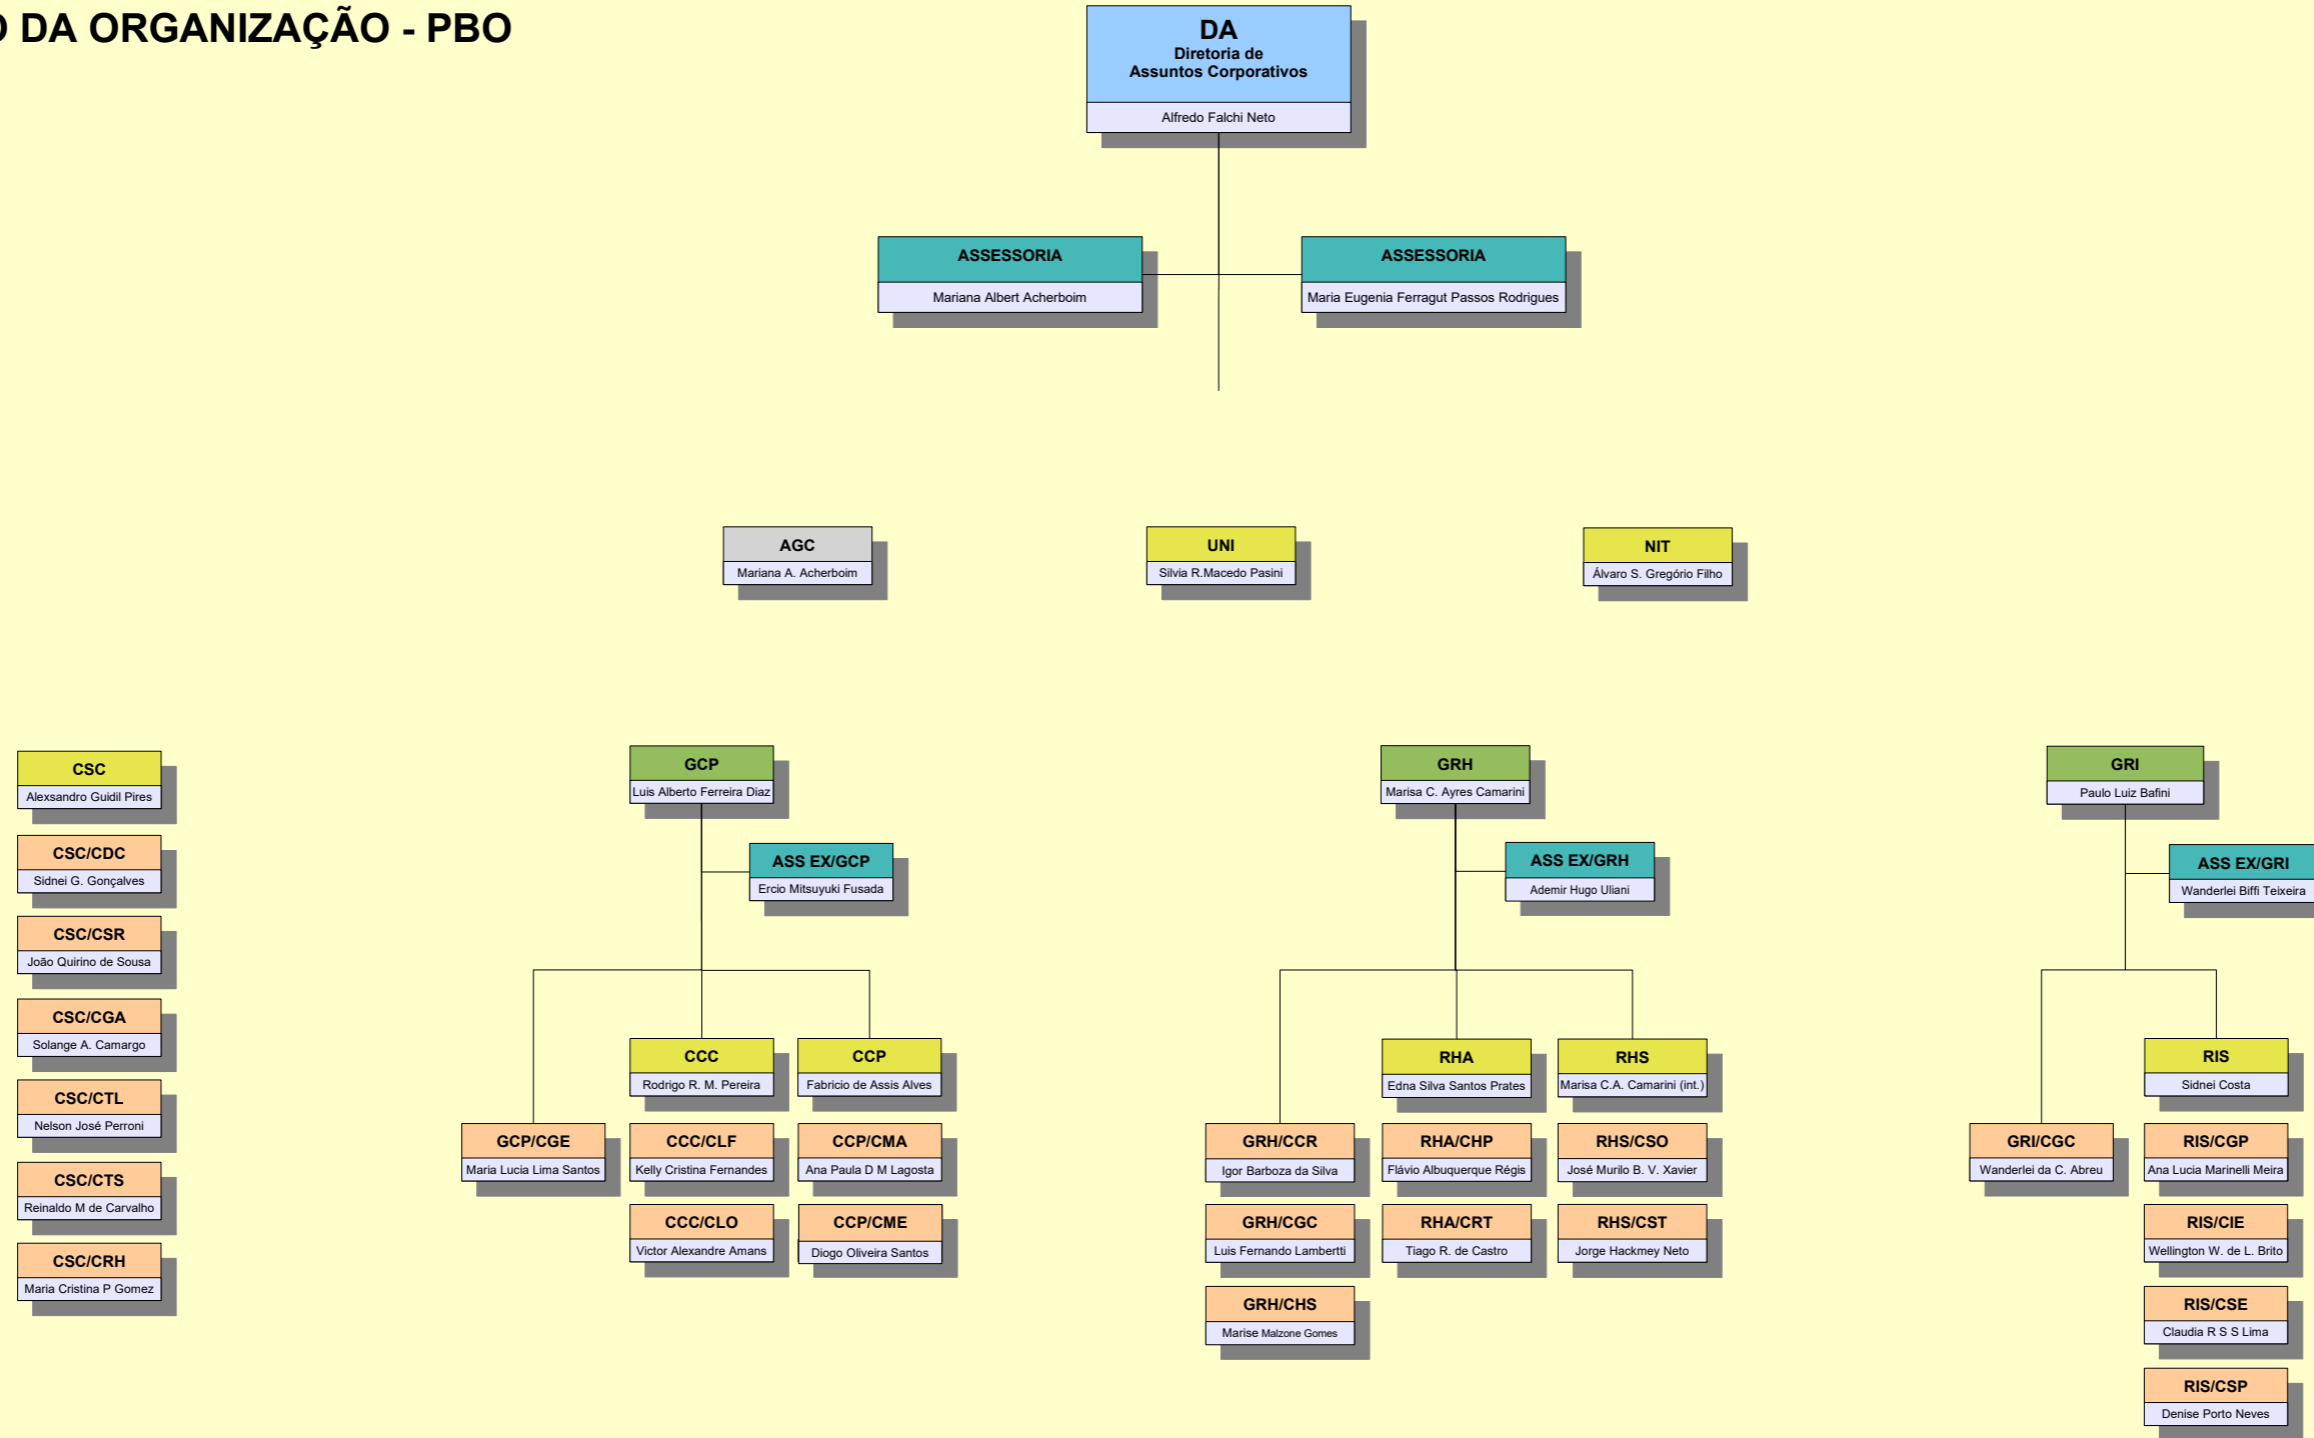 O DA ORGANIZAÇÃO - PBO
DA
Diretoria de
Assuntos Corporativos
Alfredo Falchi Neto
ASSESSORIA
Mariana Albert Acherboim
ASSESSORIA
Maria Eugenia Ferragut Passos Rodrigues
AGC
Mariana A. Acherboim
UNI
Silvia R.Macedo Pasini
NIT
Álvaro S. Gregório Filho
CSC
Alexsandro Guidil Pires
CSC/CDC
Sidnei G. Gonçalves
CSC/CSR
João Quirino de Sousa
CSC/CGA
Solange A. Camargo
CSC/CTL
Nelson José Perroni
CSC/CTS
Reinaldo M de Carvalho
CSC/CRH
Maria Cristina P Gomez
GCP
Luis Alberto Ferreira Diaz
ASS EX/GCP
Ercio Mitsuyuki Fusada
GCP/CGE
Maria Lucia Lima Santos
CCC
Rodrigo R. M. Pereira
CCC/CLF
Kelly Cristina Fernandes
CCC/CLO
Victor Alexandre Amans
CCP
Fabricio de Assis Alves
CCP/CMA
Ana Paula D M Lagosta
CCP/CME
Diogo Oliveira Santos
GRH
Marisa C. Ayres Camarini
ASS EX/GRH
Ademir Hugo Uliani
GRH/CCR
Igor Barboza da Silva
GRH/CGC
Luis Fernando Lambertti
GRH/CHS
Marise Malzone Gomes
RHA
Edna Silva Santos Prates
RHA/CHP
Flávio Albuquerque Régis
RHA/CRT
Tiago R. de Castro
RHS
Marisa C.A. Camarini (int.)
RHS/CSO
José Murilo B. V. Xavier
RHS/CST
Jorge Hackmey Neto
GRI
Paulo Luiz Bafini
ASS EX/GRI
Wanderlei Biffi Teixeira
GRI/CGC
Wanderlei da C. Abreu
RIS
Sidnei Costa
RIS/CGP
Ana Lucia Marinelli Meira
RIS/CIE
Wellington W. de L. Brito
RIS/CSE
Claudia R S S Lima
RIS/CSP
Denise Porto Neves